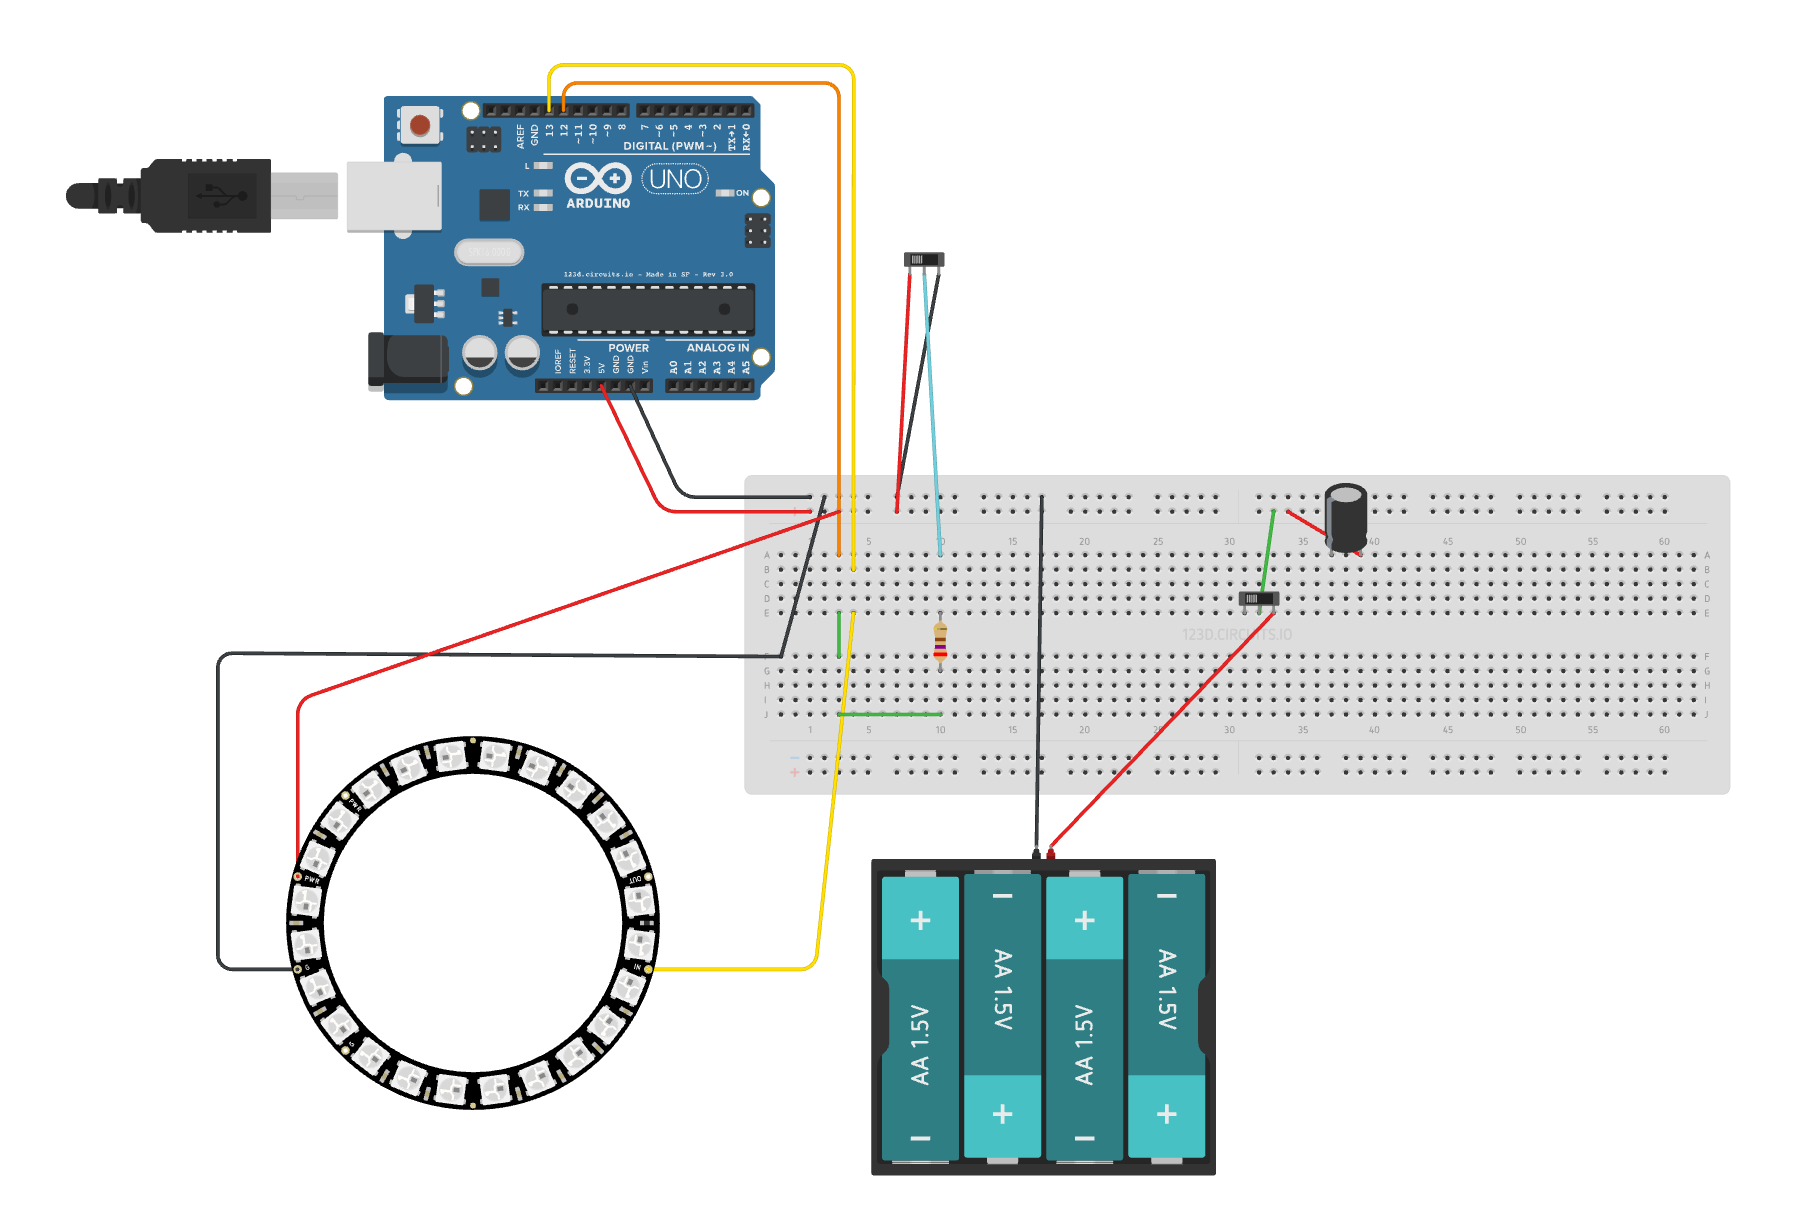 AREF
GND
13
12
~11
~10
~9
8
7
~6
~5
4
~3
2
TX→1
RX←0
DIGITAL (PWM~)
L
TX
RX
ARDUINO
UNO
ON
123d.circuits.io - Made in SF - Rev 3.0
POWER
ANALOG IN
IOREF
RESET
3.3V
5V
GND
GND
Vin
A0
A1
A2
A3
A4
A5
1 5 10 15 20 25 30 35 40 45 50 55 60
A A
B B
C C
D D
E E
123D.CIRCUITS.IO
F F
G G
H H
I I
J J
1 5 10 15 20 25 30 35 40 45 50 55 60
−
+
PWR
PWR
OUT
IN
G
G
+ − + −
AA 1.5V
AA 1.5V
AA 1.5V
AA 1.5V
− + − +